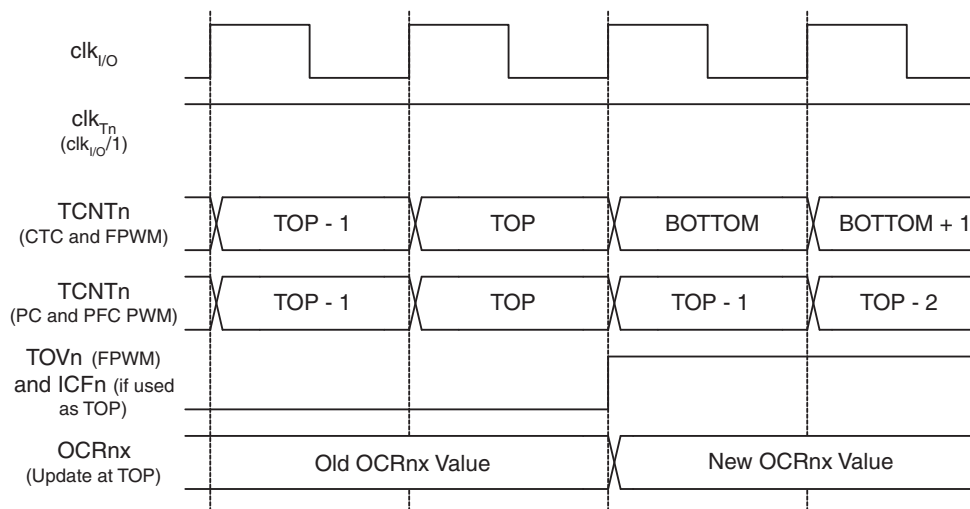 clkI/O
clkTn
(clkI/O/1)
TCNTn
(CTC and FPWM)
TOP - 1
TOP
BOTTOM
BOTTOM + 1
TCNTn
(PC and PFC PWM)
TOP - 1
TOP
TOP - 1
TOP - 2
TOVn (FPWM)
and ICFn (if used
as TOP)
OCRnx
(Update at TOP)
Old OCRnx Value
New OCRnx Value